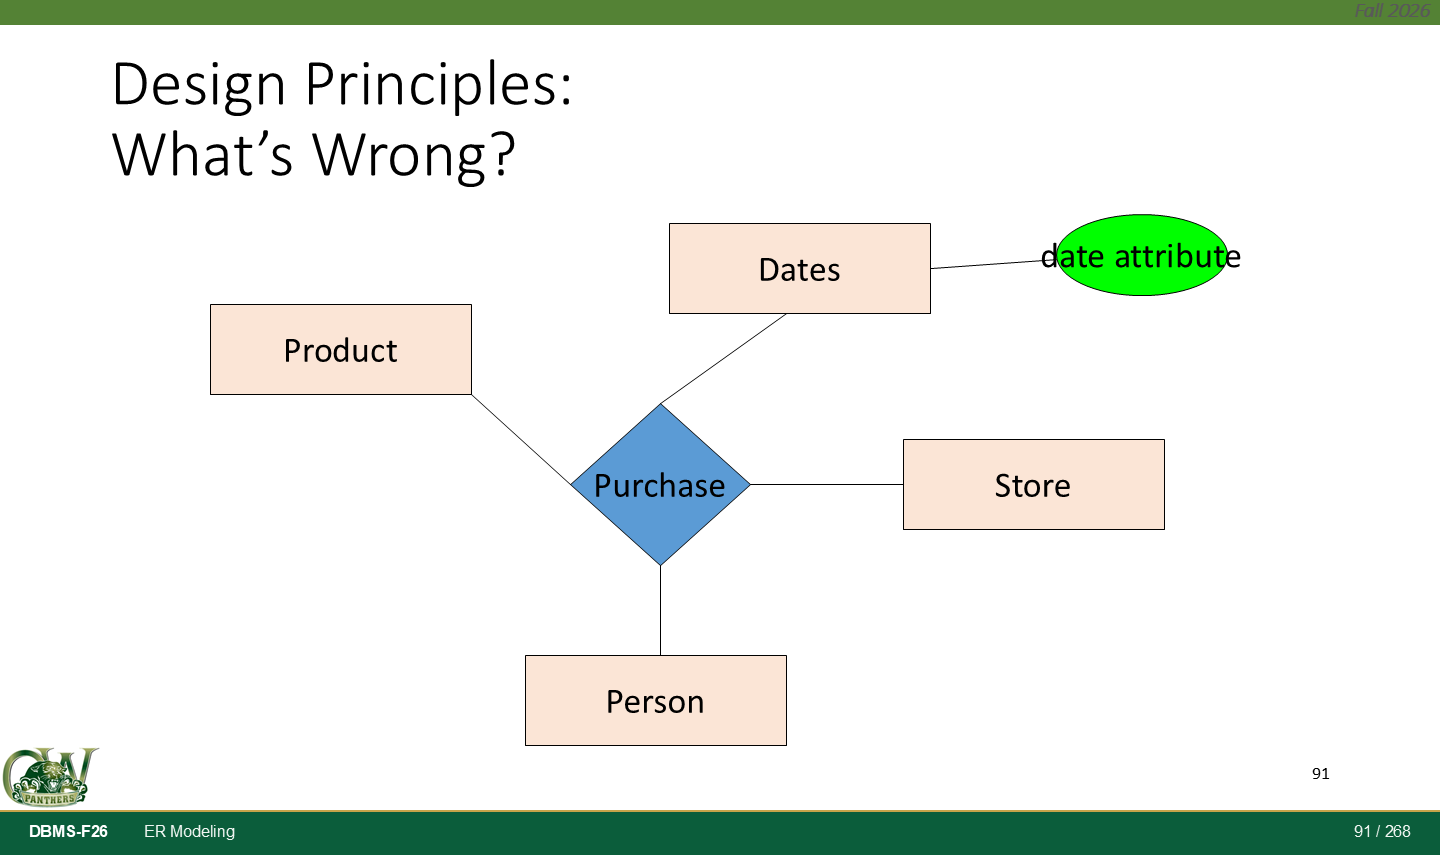 Fall 2026
Design Principles:
What’s Wrong?
Dates
date attribute
Product
Purchase
Store
Person
OW
PANTHERS
91
DBMS-F26 ER Modeling 91 / 268